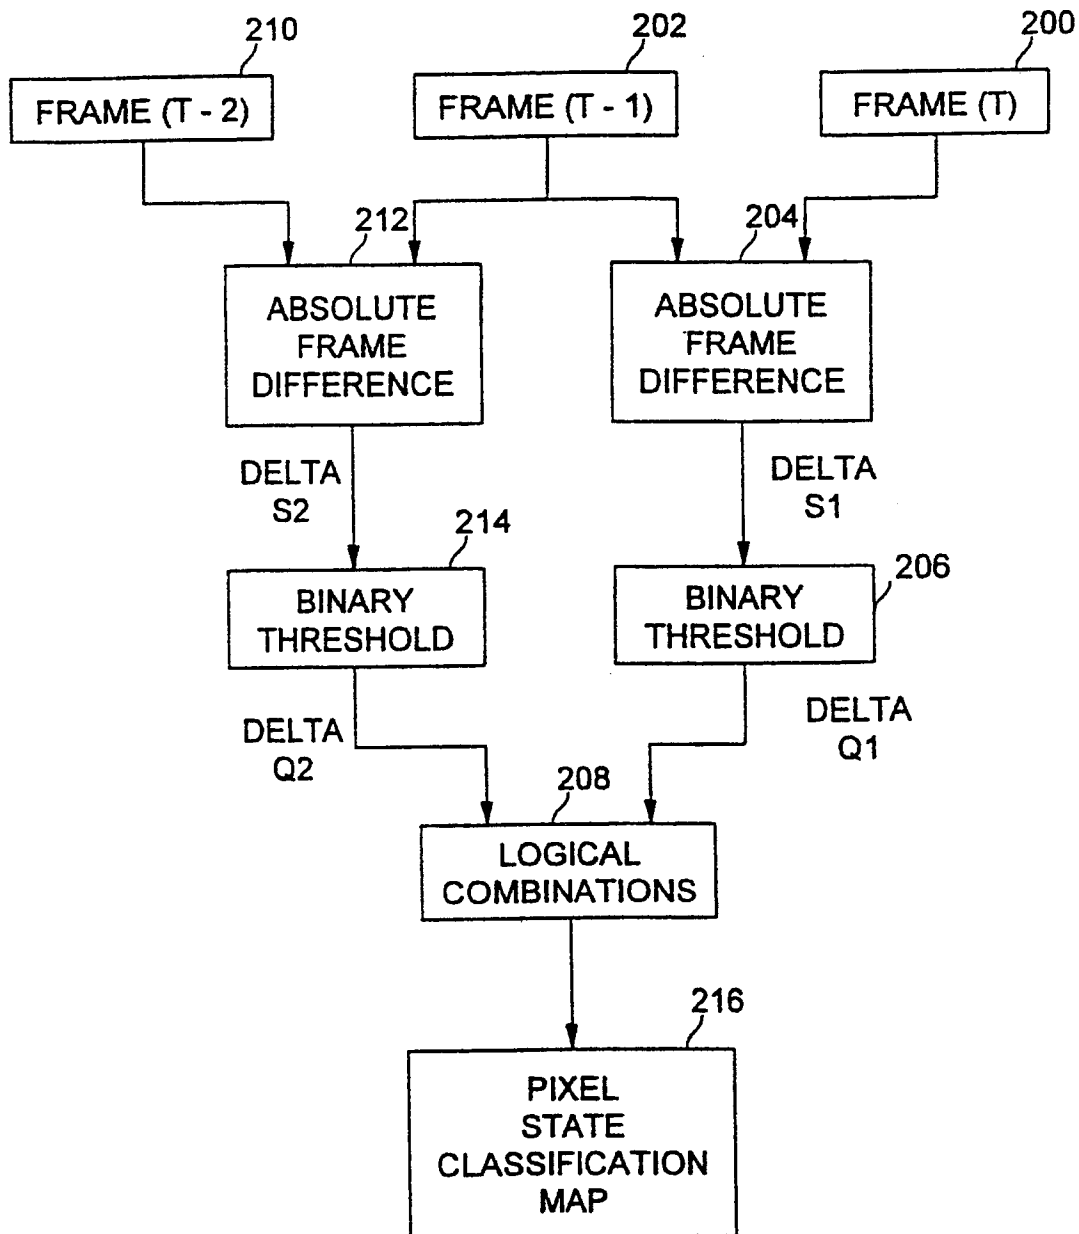 210
202
200
FRAME (T - 2)
FRAME (T - 1)
FRAME (T)
212
204
ABSOLUTE
FRAME
DIFFERENCE
ABSOLUTE
FRAME
DIFFERENCE
DELTA
S2
DELTA
S1
214
206
BINARY
THRESHOLD
BINARY
THRESHOLD
DELTA
Q2
DELTA
Q1
208
LOGICAL
COMBINATIONS
216
PIXEL
STATE
CLASSIFICATION
MAP